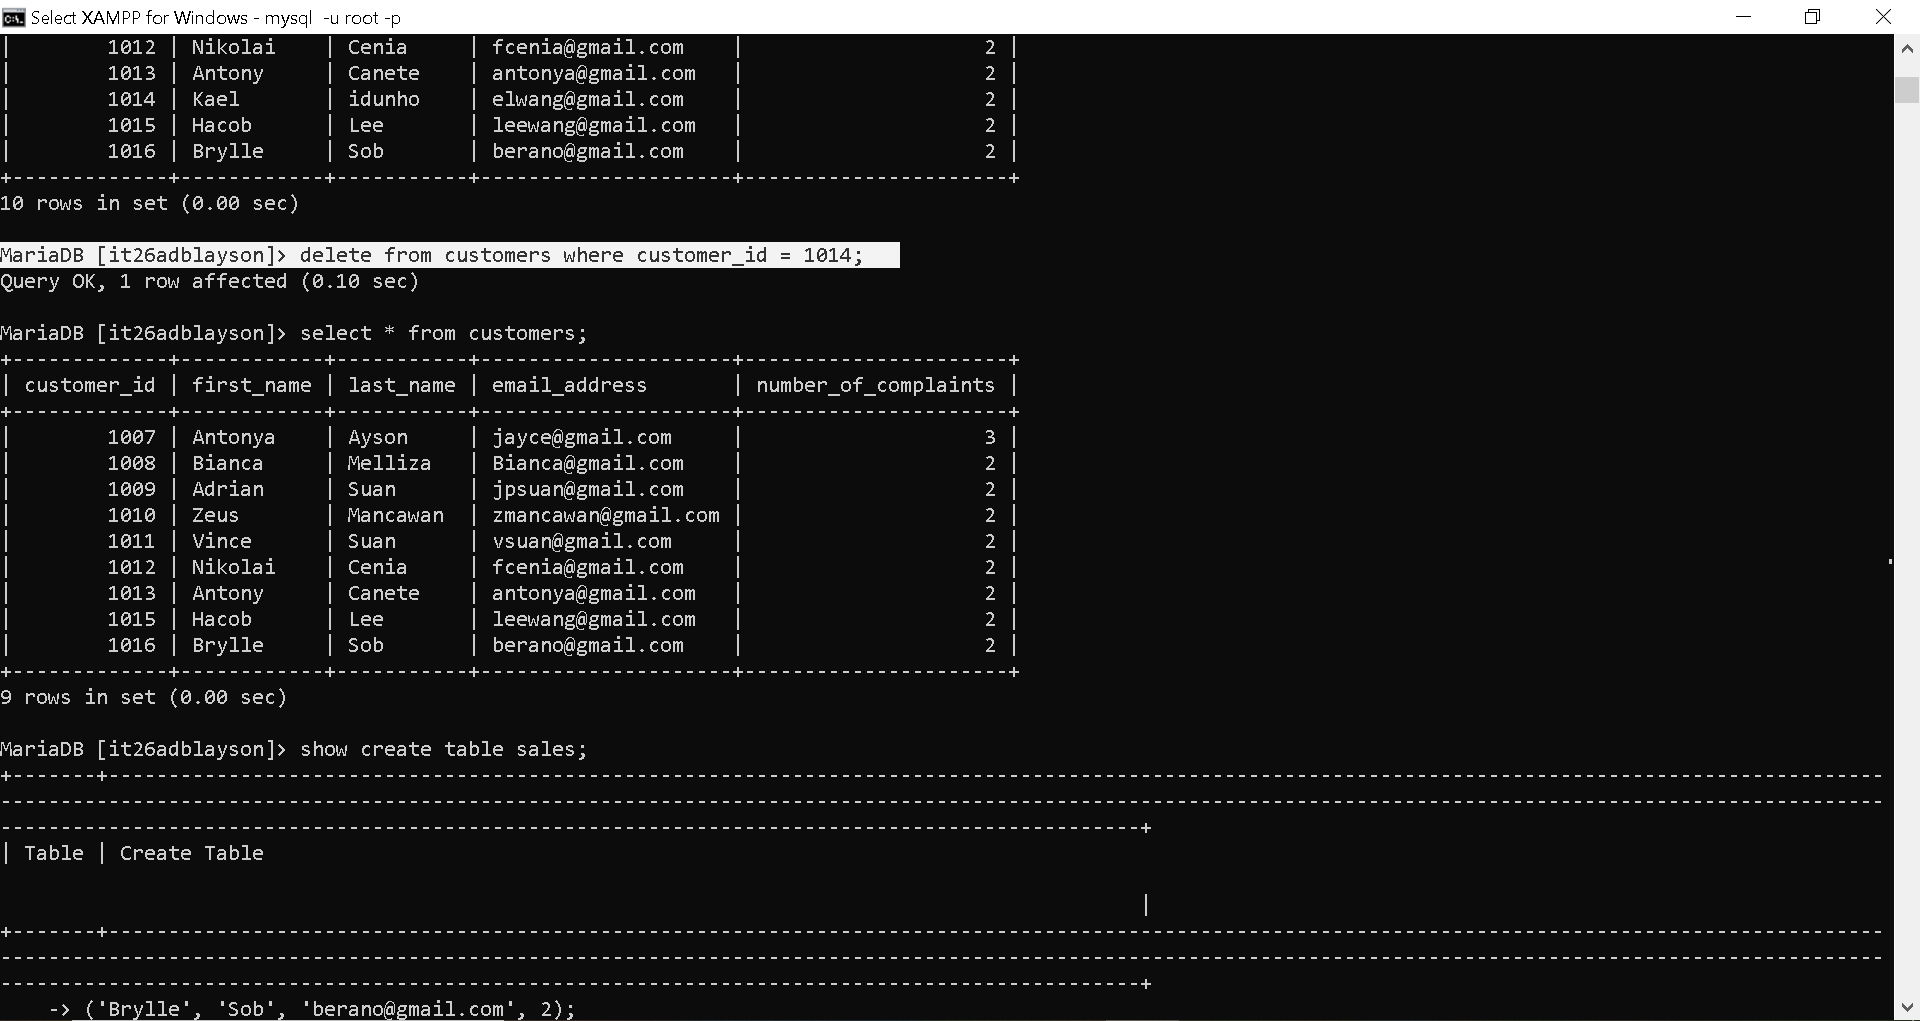 Select XAMPP for Windows - mysql  -u root -p
|         1012 | Nikolai    | Cenia     | fcenia@gmail.com    |                    2 |
|         1013 | Antony     | Canete    | antonya@gmail.com   |                    2 |
|         1014 | Kael       | idunho    | elwang@gmail.com    |                    2 |
|         1015 | Hacob      | Lee       | leewang@gmail.com   |                    2 |
|         1016 | Brylle     | Sob       | berano@gmail.com    |                    2 |
+-------------+------------+-----------+---------------------+----------------------+
10 rows in set (0.00 sec)
MariaDB [it26adblayson]> delete from customers where customer_id = 1014;
Query OK, 1 row affected (0.10 sec)
MariaDB [it26adblayson]> select * from customers;
+-------------+------------+-----------+---------------------+----------------------+
| customer_id | first_name | last_name | email_address       | number_of_complaints |
+-------------+------------+-----------+---------------------+----------------------+
|        1007 | Antonya    | Ayson     | jayce@gmail.com     |                    3 |
|        1008 | Bianca     | Melliza   | Bianca@gmail.com    |                    2 |
|        1009 | Adrian     | Suan      | jpsuan@gmail.com    |                    2 |
|        1010 | Zeus       | Mancawan  | zmancawan@gmail.com |                    2 |
|        1011 | Vince      | Suan      | vsuan@gmail.com     |                    2 |
|        1012 | Nikolai    | Cenia     | fcenia@gmail.com    |                    2 |
|        1013 | Antony     | Canete    | antonya@gmail.com   |                    2 |
|        1015 | Hacob      | Lee       | leewang@gmail.com   |                    2 |
|        1016 | Brylle     | Sob       | berano@gmail.com    |                    2 |
+-------------+------------+-----------+---------------------+----------------------+
9 rows in set (0.00 sec)
MariaDB [it26adblayson]> show create table sales;
| Table | Create Table
|
    -> ('Brylle', 'Sob', 'berano@gmail.com', 2);